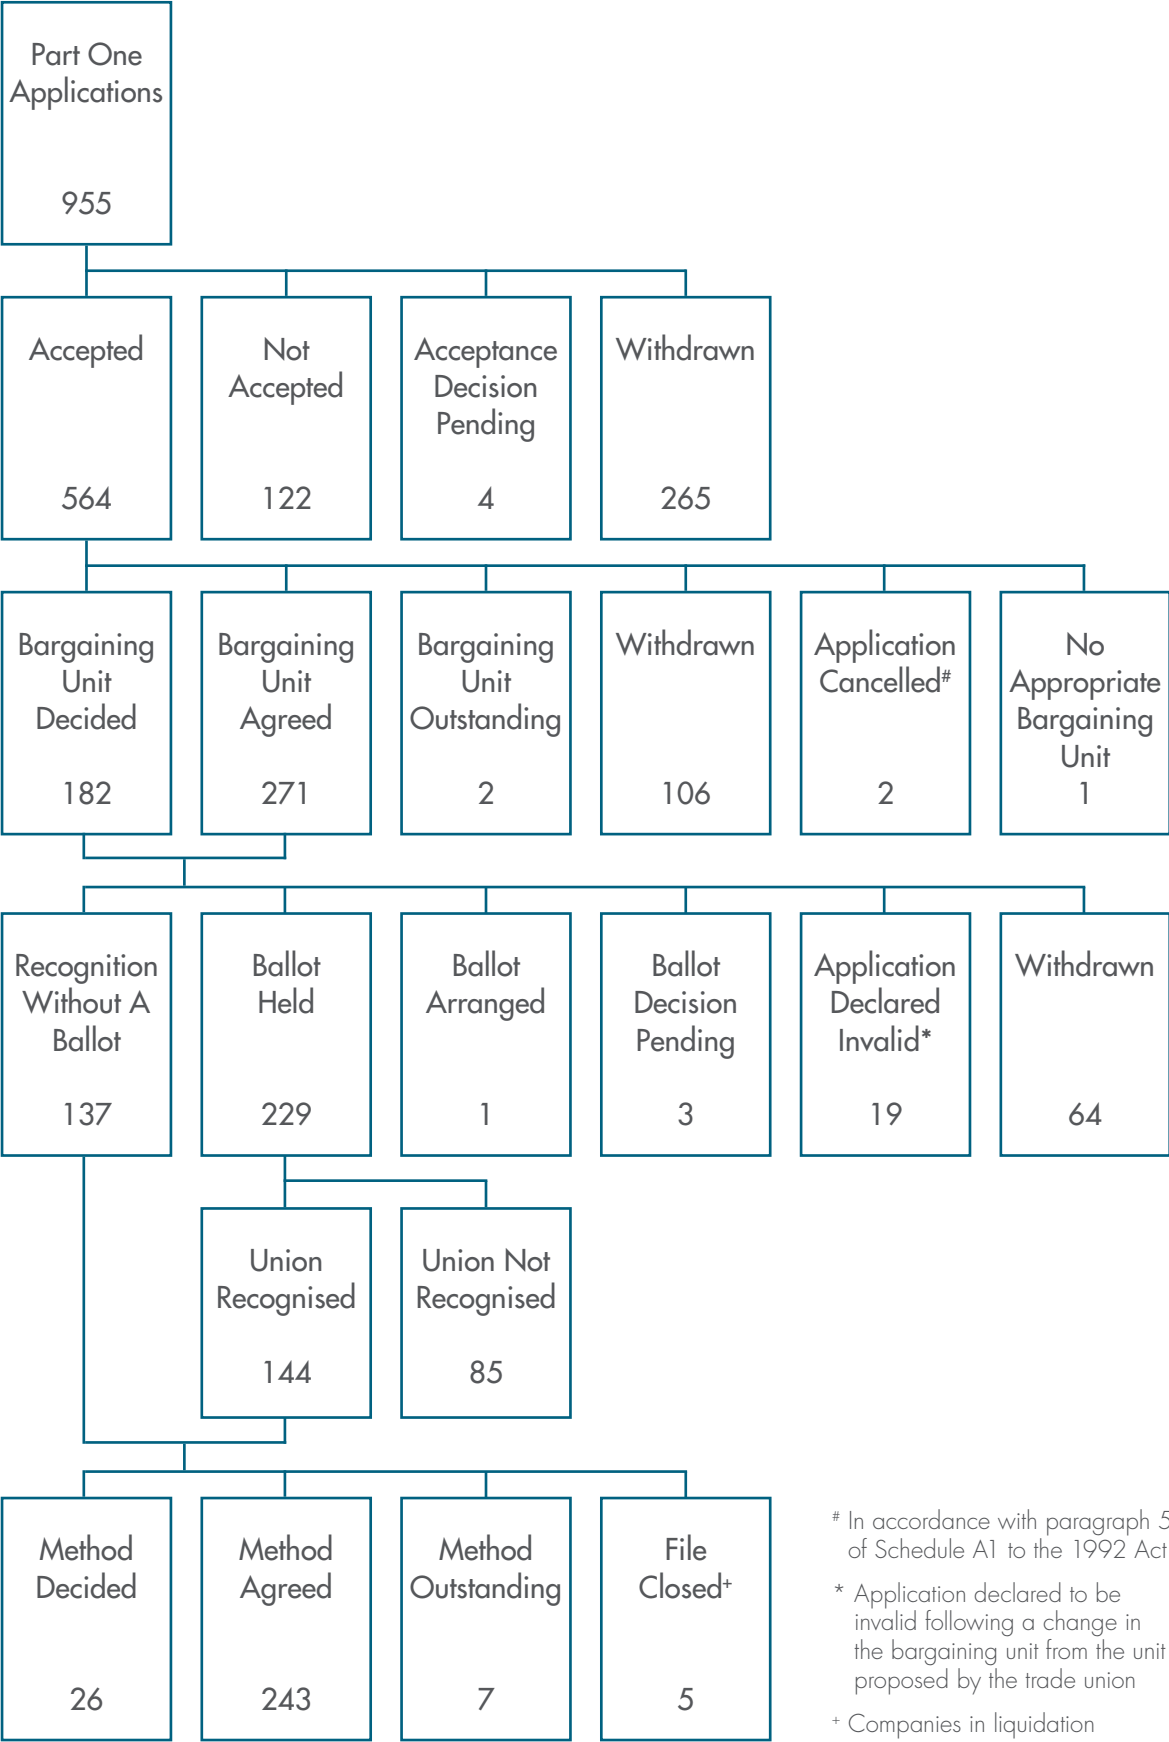 Part One
Applications
955
Accepted
564
Not
Accepted
122
Acceptance
Decision
Pending
4
Withdrawn
265
Bargaining
Unit
Decided
182
Bargaining
Unit
Agreed
271
Bargaining
Unit
Outstanding
2
Withdrawn
106
Application
Cancelled#
2
No
Appropriate
Bargaining
Unit
1
Recognition
Without A
Ballot
137
Ballot
Held
229
Ballot
Arranged
1
Ballot
Decision
Pending
3
Application
Declared
Invalid*
19
Withdrawn
64
Union
Recognised
144
Union Not
Recognised
85
Method
Decided
26
Method
Agreed
243
Method
Outstanding
7
File
Closed+
5
# In accordance with paragraph 5
of Schedule A1 to the 1992 Act
* Application declared to be
invalid following a change in
the bargaining unit from the unit
proposed by the trade union
+ Companies in liquidation